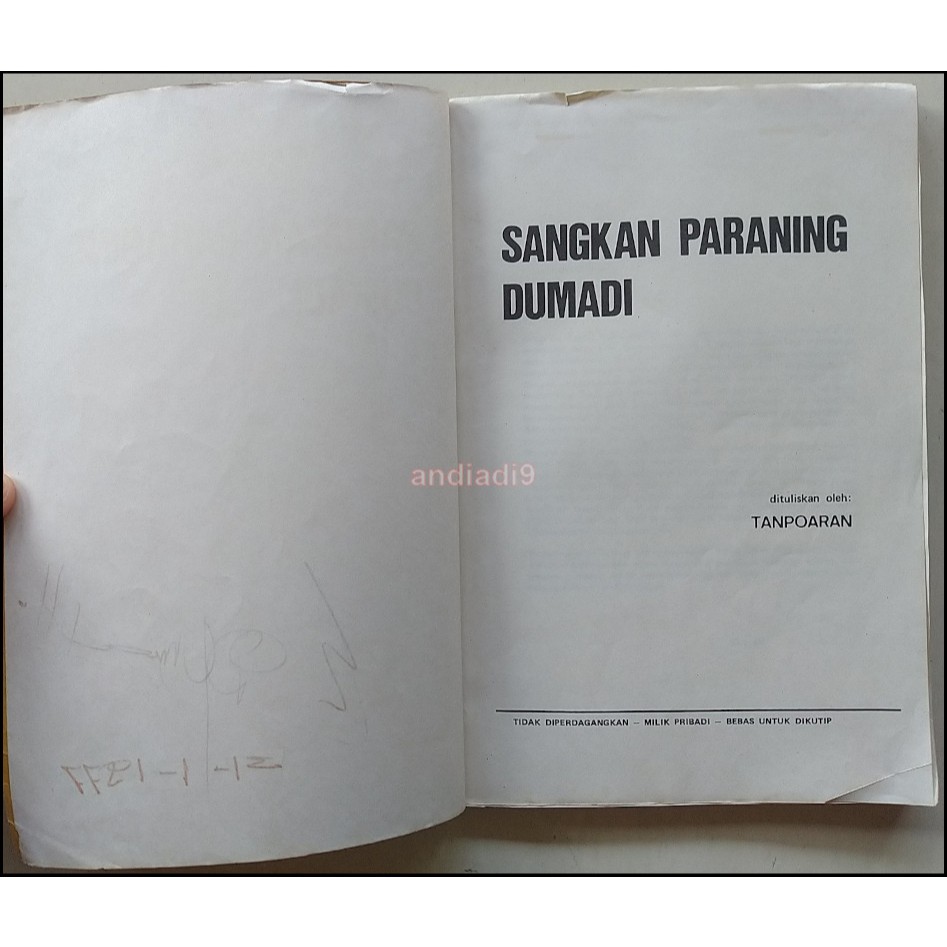 SANGKAN PARANING
DUMADI
andiadi9
dituliskan oleh:
TANPOARAN
TIDAK DIPERDAGANGKAN – MILIK PRIBADI – BEBAS UNTUK DIKUTIP